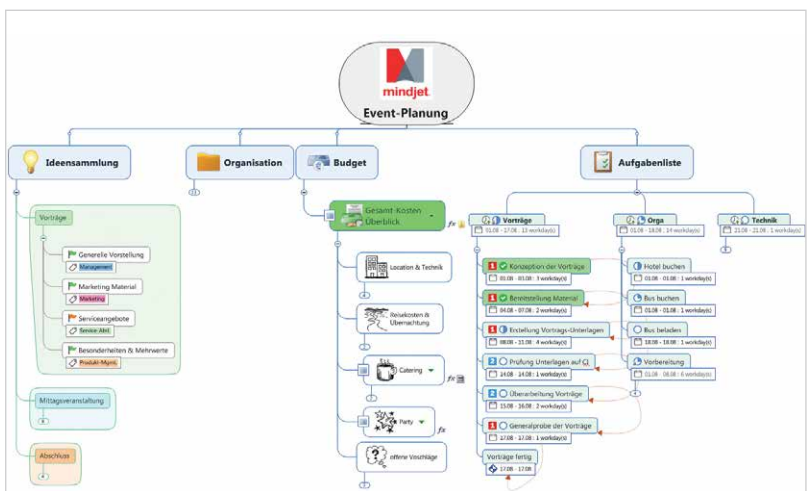 mindjet
Event-Planung
Ideensammlung
Organisation
Budget
Aufgabenliste
Vorträge
Generelle Vorstellung
Management
Marketing Material
Marketing
Serviceangebote
Service Abtl.
Besonderheiten & Mehrwerte
Produkt-Mgmt.
Mittagsveranstaltung
Abschluss
Gesamt-Kosten
Überblick
Location & Technik
Reisekosten &
Übernachtung
Catering
Party
offene Vorschläge
Vorträge
01.08 - 17.08 : 13 workday(s)
1 Konzeption der Vorträge
01.08 - 03.08 : 3 workday(s)
1 Bereitstellung Material
04.08 - 07.08 : 2 workday(s)
1 Erstellung Vortrags-Unterlagen
08.08 - 11.08 : 4 workday(s)
2 Prüfung Unterlagen auf CI
14.08 - 14.08 : 1 workday(s)
2 Überarbeitung Vorträge
15.08 - 16.08 : 2 workday(s)
1 Generalprobe der Vorträge
17.08 - 17.08 : 1 workday(s)
Vorträge fertig
17.08 - 17.08
Orga
01.08 - 18.08 : 14 workday(s)
Hotel buchen
01.08 - 01.08 : 1 workday(s)
Bus buchen
01.08 - 01.08 : 1 workday(s)
Bus beladen
18.08 - 18.08 : 1 workday(s)
Vorbereitung
01.08 - 08.08 : 6 workday(s)
Technik
21.08 - 21.08 : 1 workday(s)